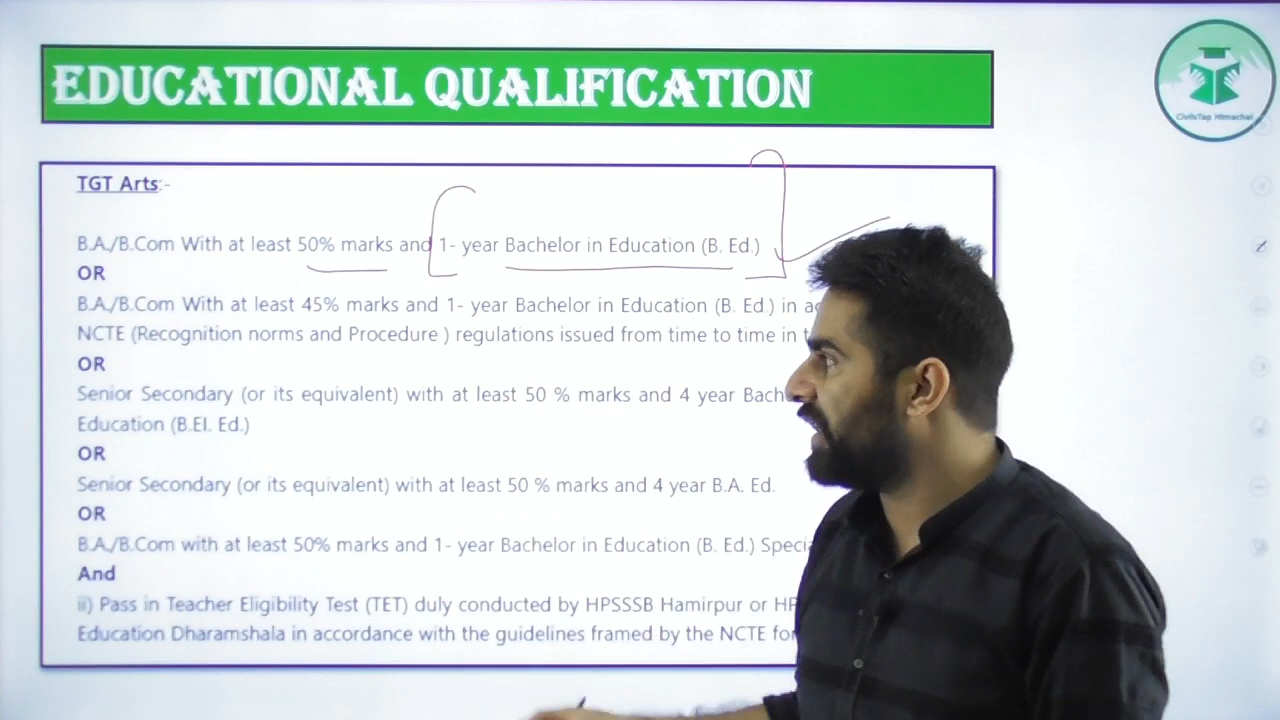 EDUCATIONAL QUALIFICATION
CivilsTap Himachal
TGT Arts:-
B.A./B.Com With at least 50% marks and 1- year Bachelor in Education (B. Ed.)
OR
B.A./B.Com With at least 45% marks and 1- year Bachelor in Education (B. Ed.) in
NCTE (Recognition norms and Procedure ) regulations issued from time to time in
OR
Senior Secondary (or its equivalent) with at least 50 % marks and 4 year
Education (B.El. Ed.)
OR
Senior Secondary (or its equivalent) with at least 50 % marks and 4 year B.A. Ed.
OR
B.A./B.Com with at least 50% marks and 1- year Bachelor in Education (B. Ed.)
And
ii) Pass in Teacher Eligibility Test (TET) duly conducted by HPSSSB Hamirpur or
Education Dharamshala in accordance with the guidelines framed by the NCTE for